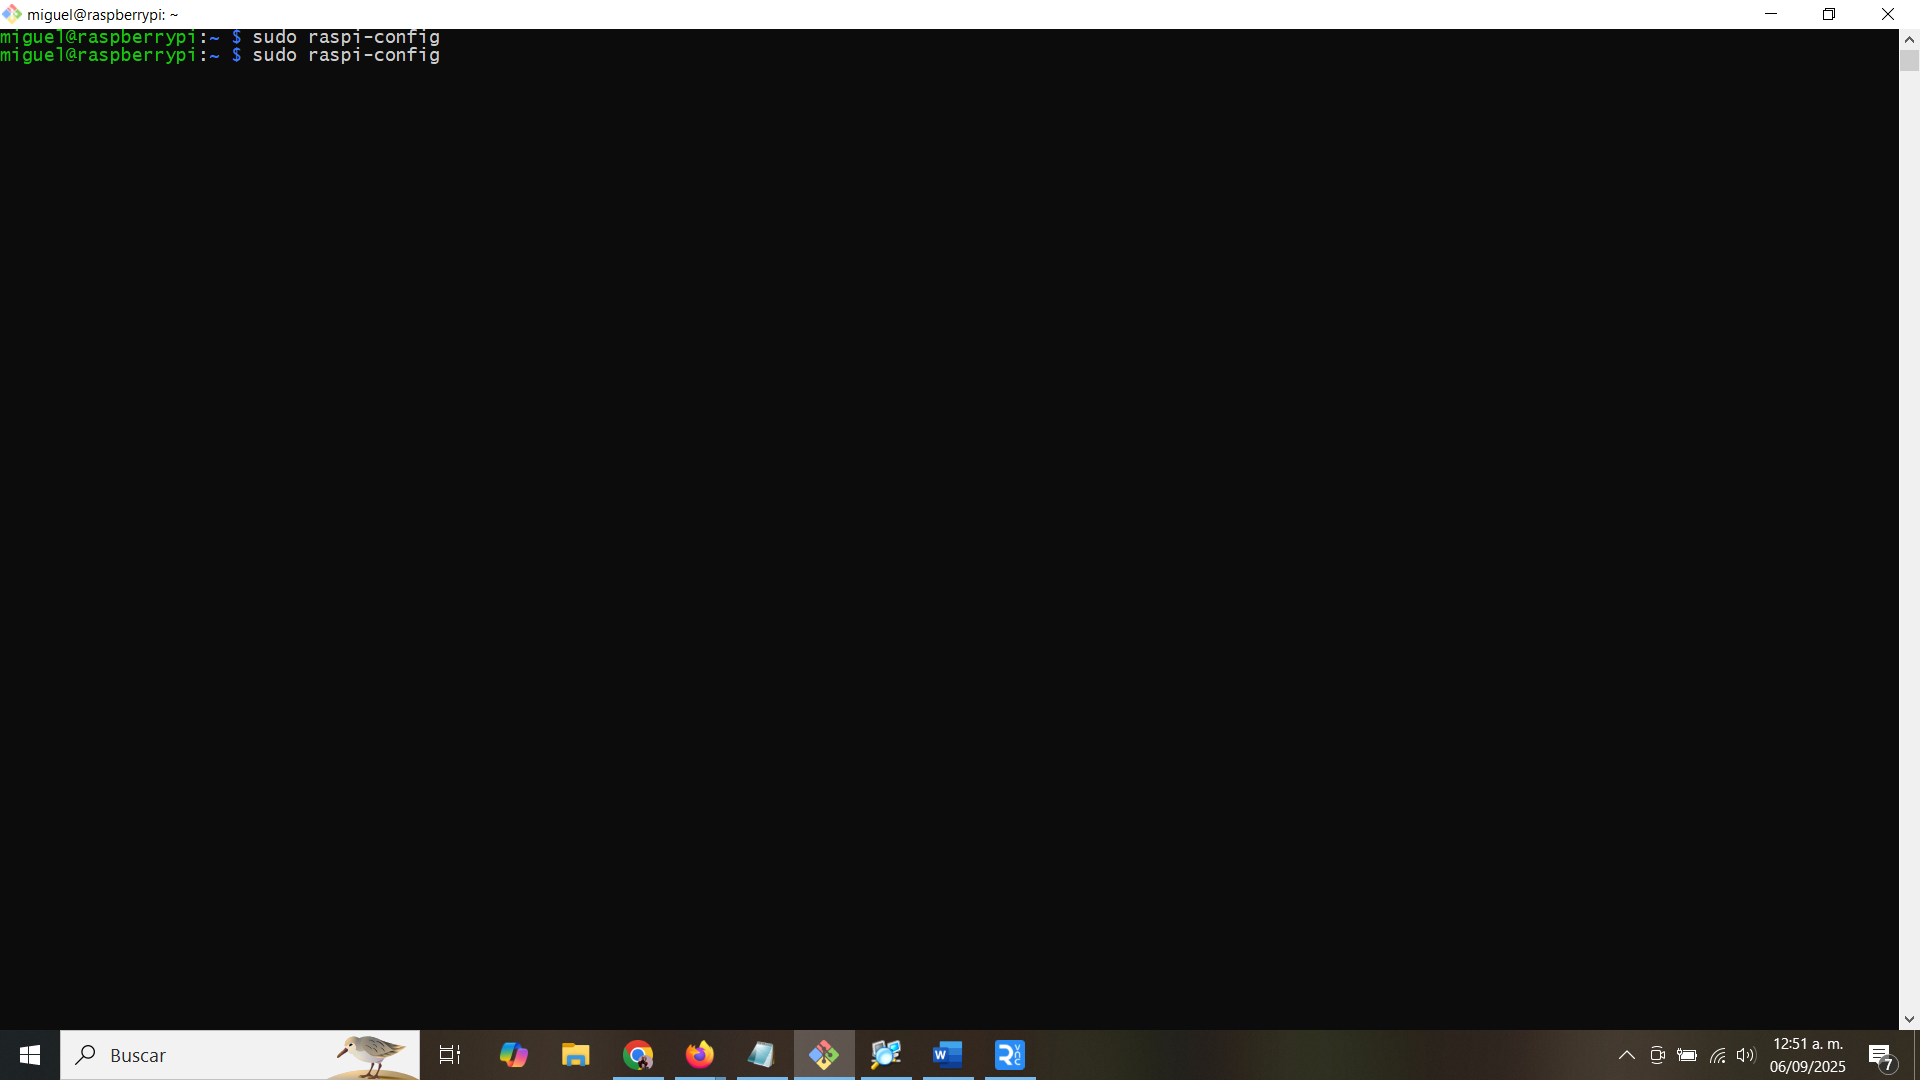 miguel@raspberrypi: ~
miguel@raspberrypi:~ $ sudo raspi-config
miguel@raspberrypi:~ $ sudo raspi-config
Buscar
W
R
VNC
12:51 a. m.
06/09/2025
7